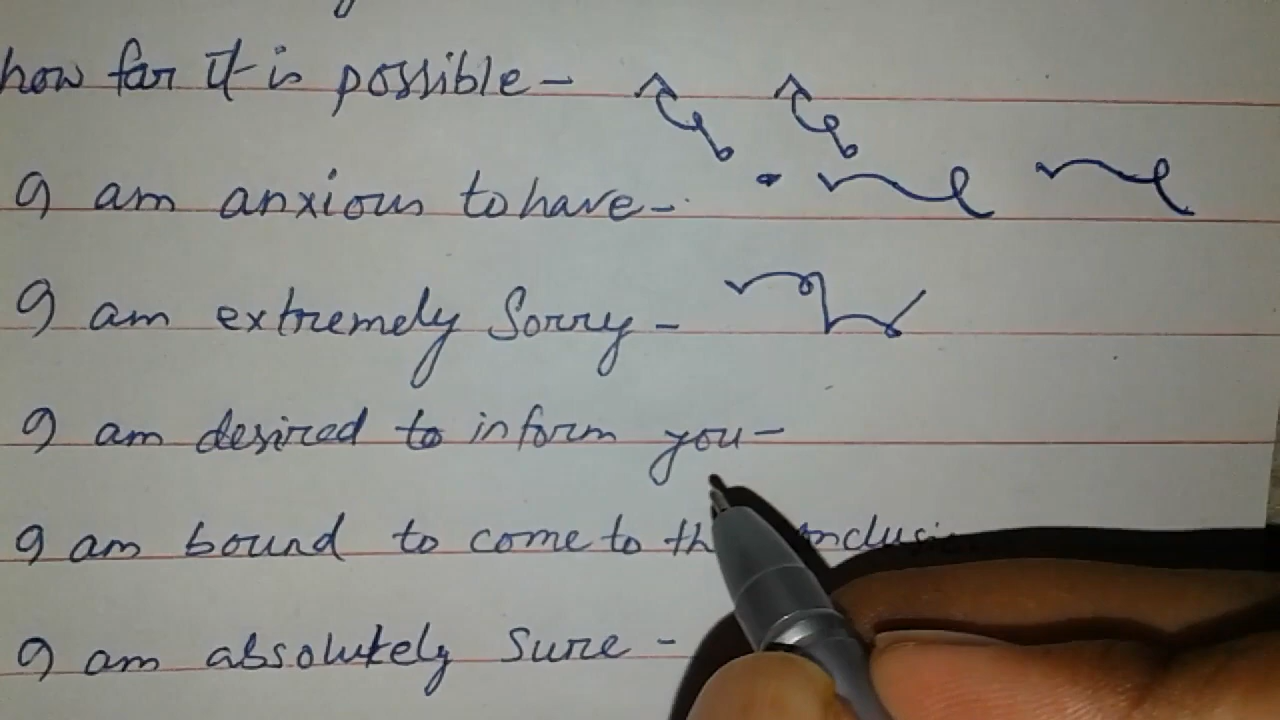 how far it is possible -
I am anxious to have -
I am extremely Sorry -
I am desired to inform you -
I am bound to come to
I am absolutely Sure -